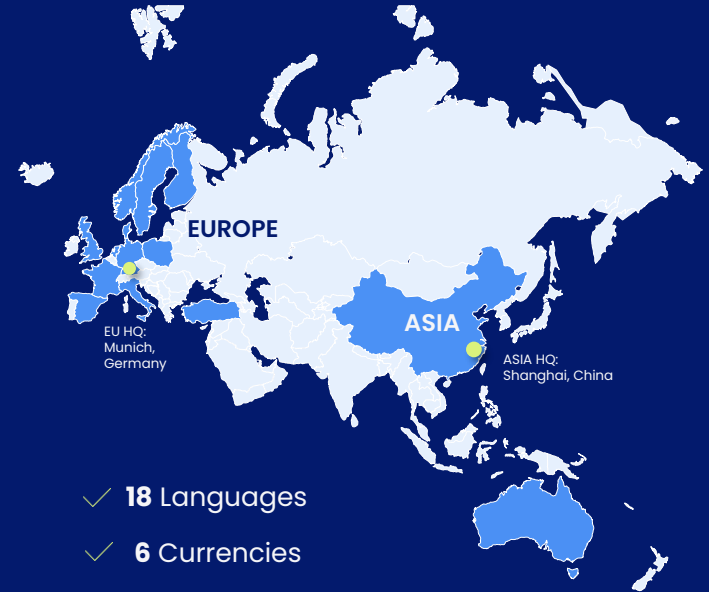 EUROPE
ASIA
EU HQ:
Munich,
Germany
ASIA HQ:
Shanghai, China
18 Languages
6 Currencies